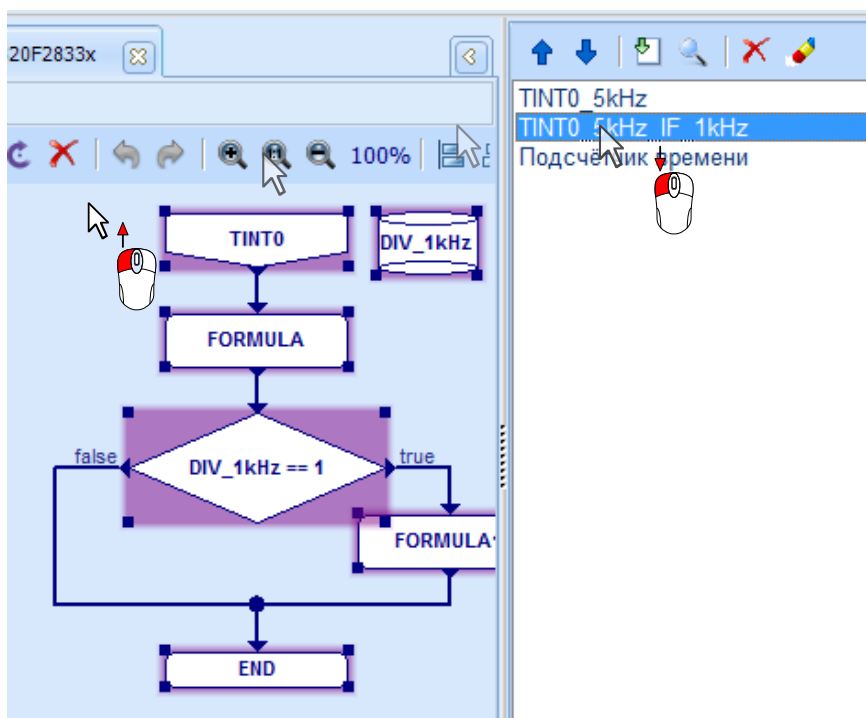 20F2833x
100%
TINT0
DIV_1kHz
FORMULA
false
DIV_1kHz == 1
true
FORMULA
END
TINT0_5kHz
TINT0_5kHz_IF_1kHz
Подсчётчик времени